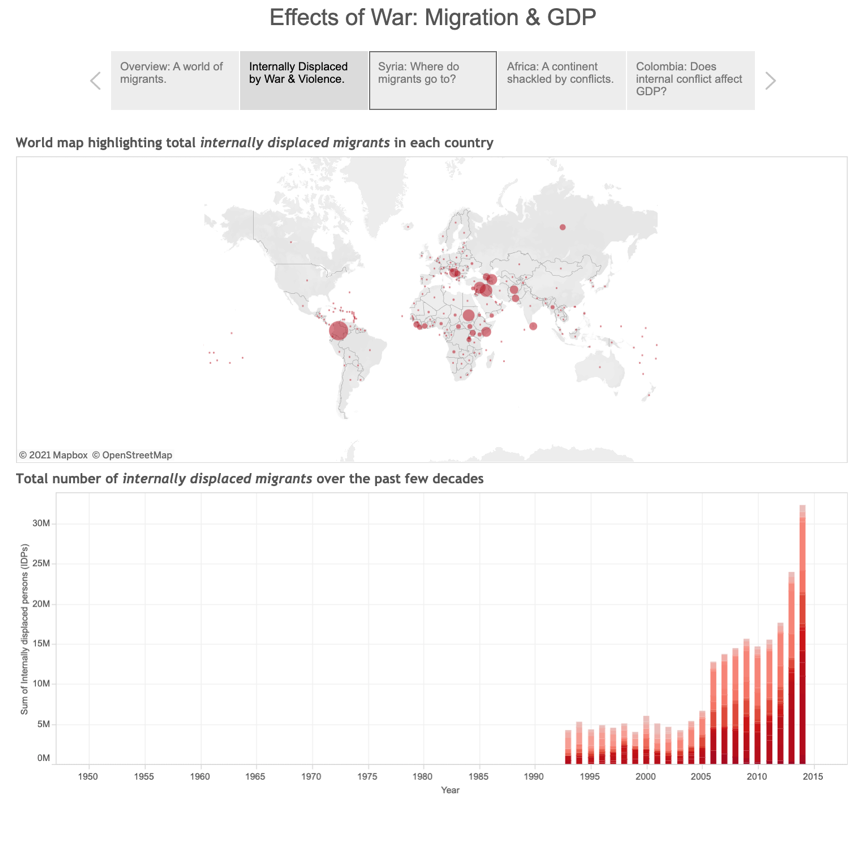 Effects of War: Migration & GDP
Overview: A world of
migrants.
Internally Displaced
by War & Violence.
Syria: Where do
migrants go to?
Africa: A continent
shackled by conflicts.
Colombia: Does
internal conflict affect
GDP?
World map highlighting total internally displaced migrants in each country
© 2021 Mapbox © OpenStreetMap
Total number of internally displaced migrants over the past few decades
Sum of Internally displaced persons (IDPs)
30M
25M
20M
15M
10M
5M
0M
1950 1955 1960 1965 1970 1975 1980 1985 1990 1995 2000 2005 2010 2015
Year